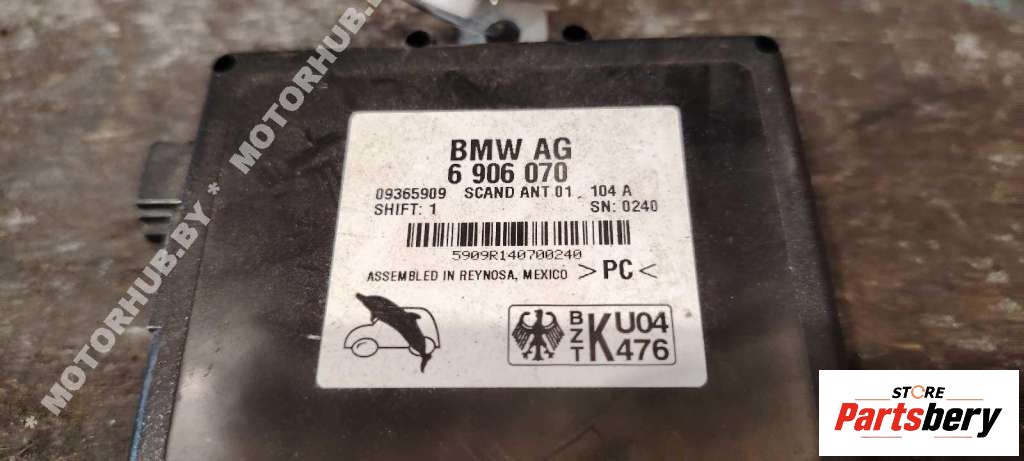 BMW AG
6 906 070
09365909 SCAND ANT 01 104 A
SHIFT: 1 SN: 0240
5909R140700240
ASSEMBLED IN REYNOSA, MEXICO >PC<
BZT K U04 476
* MOTORHUB.BY * MOTORHUB.BY
STORE
Partsbery